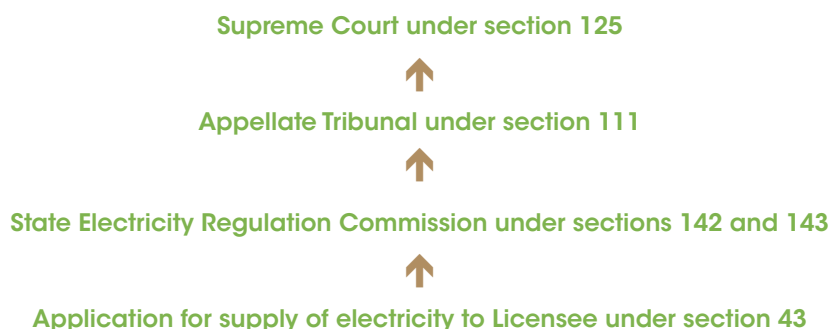 Supreme Court under section 125
Appellate Tribunal under section 111
State Electricity Regulation Commission under sections 142 and 143
Application for supply of electricity to Licensee under section 43